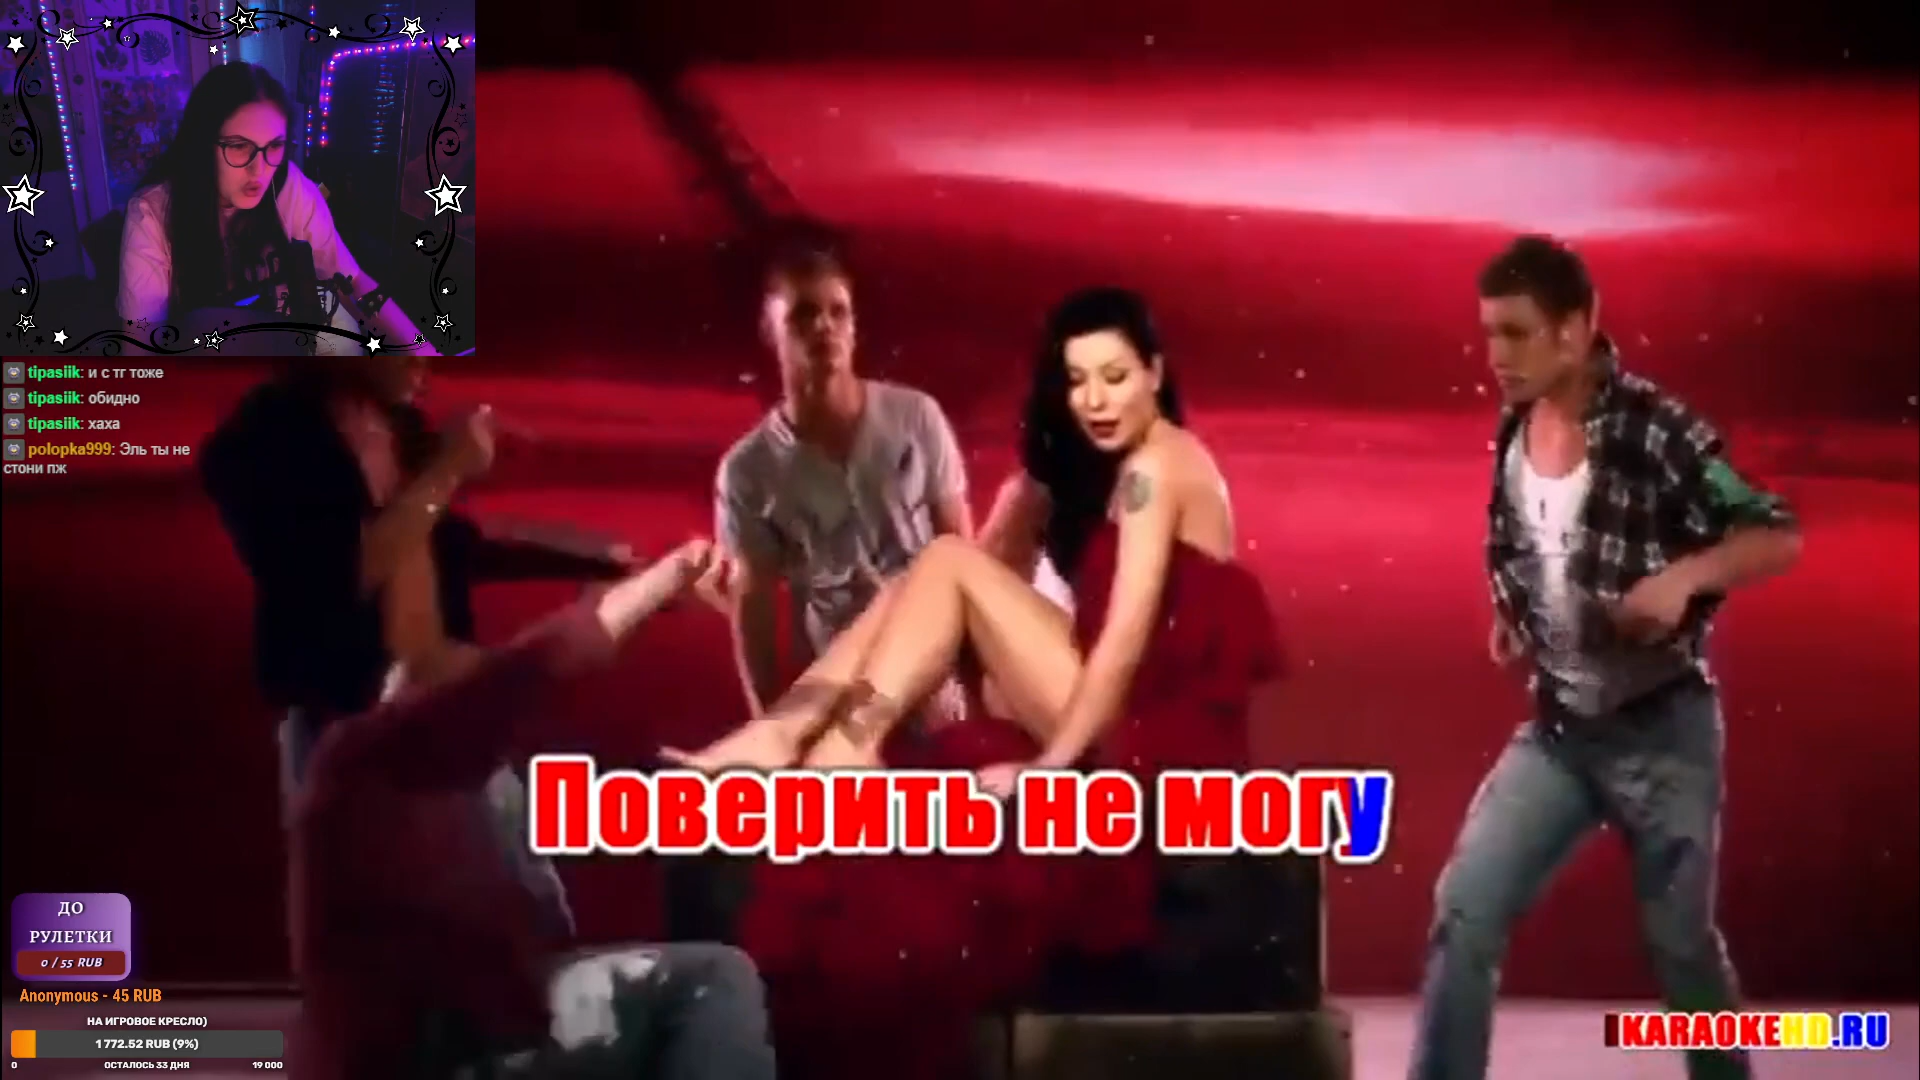 tipasiik: и с тг тоже
tipasiik: обидно
tipasiik: хаха
polopka999: Эль ты не
стони пж
Поверить не могу
ДО
РУЛЕТКИ
0 / 55 RUB
Anonymous - 45 RUB
НА ИГРОВОЕ КРЕСЛО)
1 772.52 RUB (9%)
0 ОСТАЛОСЬ 33 ДНЯ 19 000
KARAOKEHD.RU